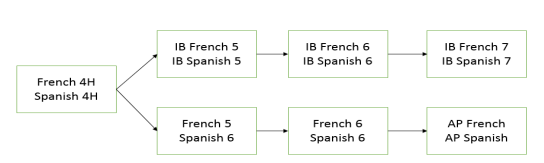 IB French 5
IB Spanish 5
IB French 6
IB Spanish 6
IB French 7
IB Spanish 7
French 4H
Spanish 4H
French 5
Spanish 6
French 6
Spanish 6
AP French
AP Spanish